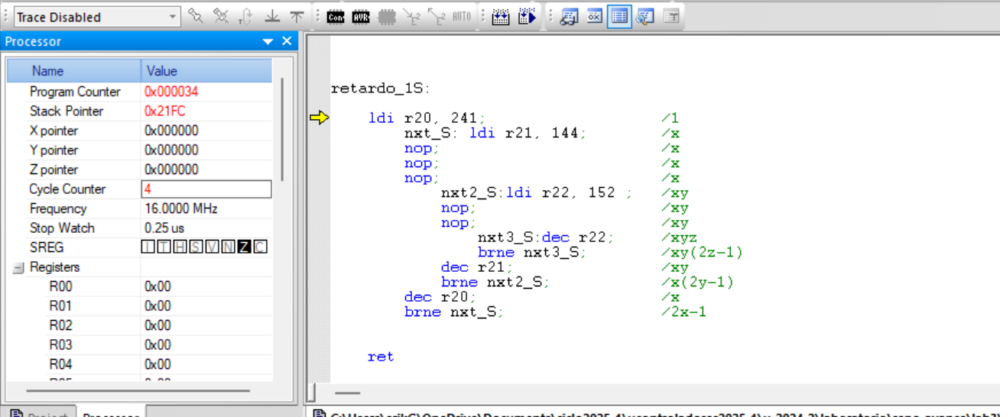 Trace Disabled
Con AVR AUTO
Processor
Name Value
Program Counter 0x000034
Stack Pointer 0x21FC
X pointer 0x000000
Y pointer 0x000000
Z pointer 0x000000
Cycle Counter 4
Frequency 16.0000 MHz
Stop Watch 0.25 us
SREG I T H S V N Z C
Registers
R00 0x00
R01 0x00
R02 0x00
R03 0x00
R04 0x00
retardo_1S:
ldi r20, 241; /1
nxt_S: ldi r21, 144; /x
nop; /x
nop; /x
nop; /x
nxt2_S:ldi r22, 152 ; /xy
nop; /xy
nop; /xy
nxt3_S:dec r22; /xyz
brne nxt3_S; /xy(2z-1)
dec r21; /xy
brne nxt2_S; /x(2y-1)
dec r20; /x
brne nxt_S; /2x-1
ret
Project Processor